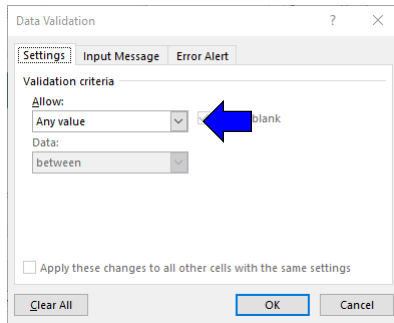 Data Validation ? ×
Settings Input Message Error Alert
Validation criteria
Allow:
Any value blank
Data:
between
Apply these changes to all other cells with the same settings
Clear All OK Cancel